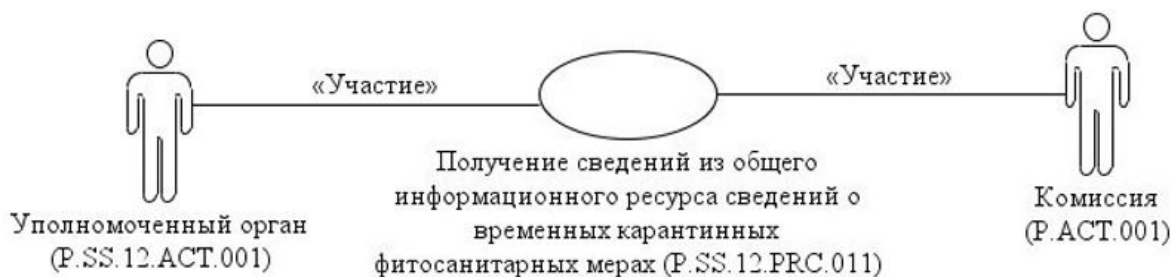 «Участие»
«Участие»
Получение сведений из общего
информационного ресурса сведений о
временных карантинных
фитосанитарных мерах (P.SS.12.PRC.011)
Уполномоченный орган
(P.SS.12.ACT.001)
Комиссия
(P.ACT.001)